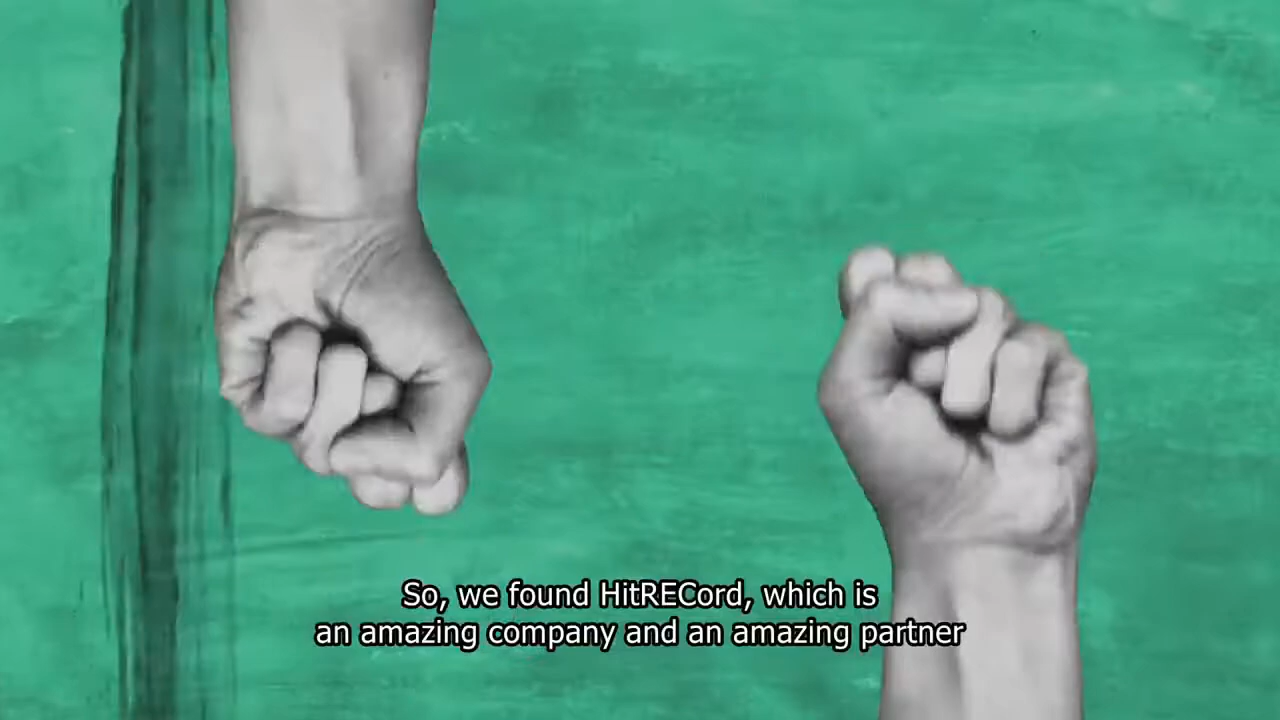 So, we found HitRECord, which is
an amazing company and an amazing partner